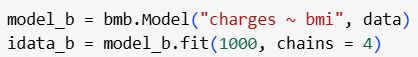 model_b = bmb.Model("charges ~ bmi", data)
idata_b = model_b.fit(1000, chains = 4)